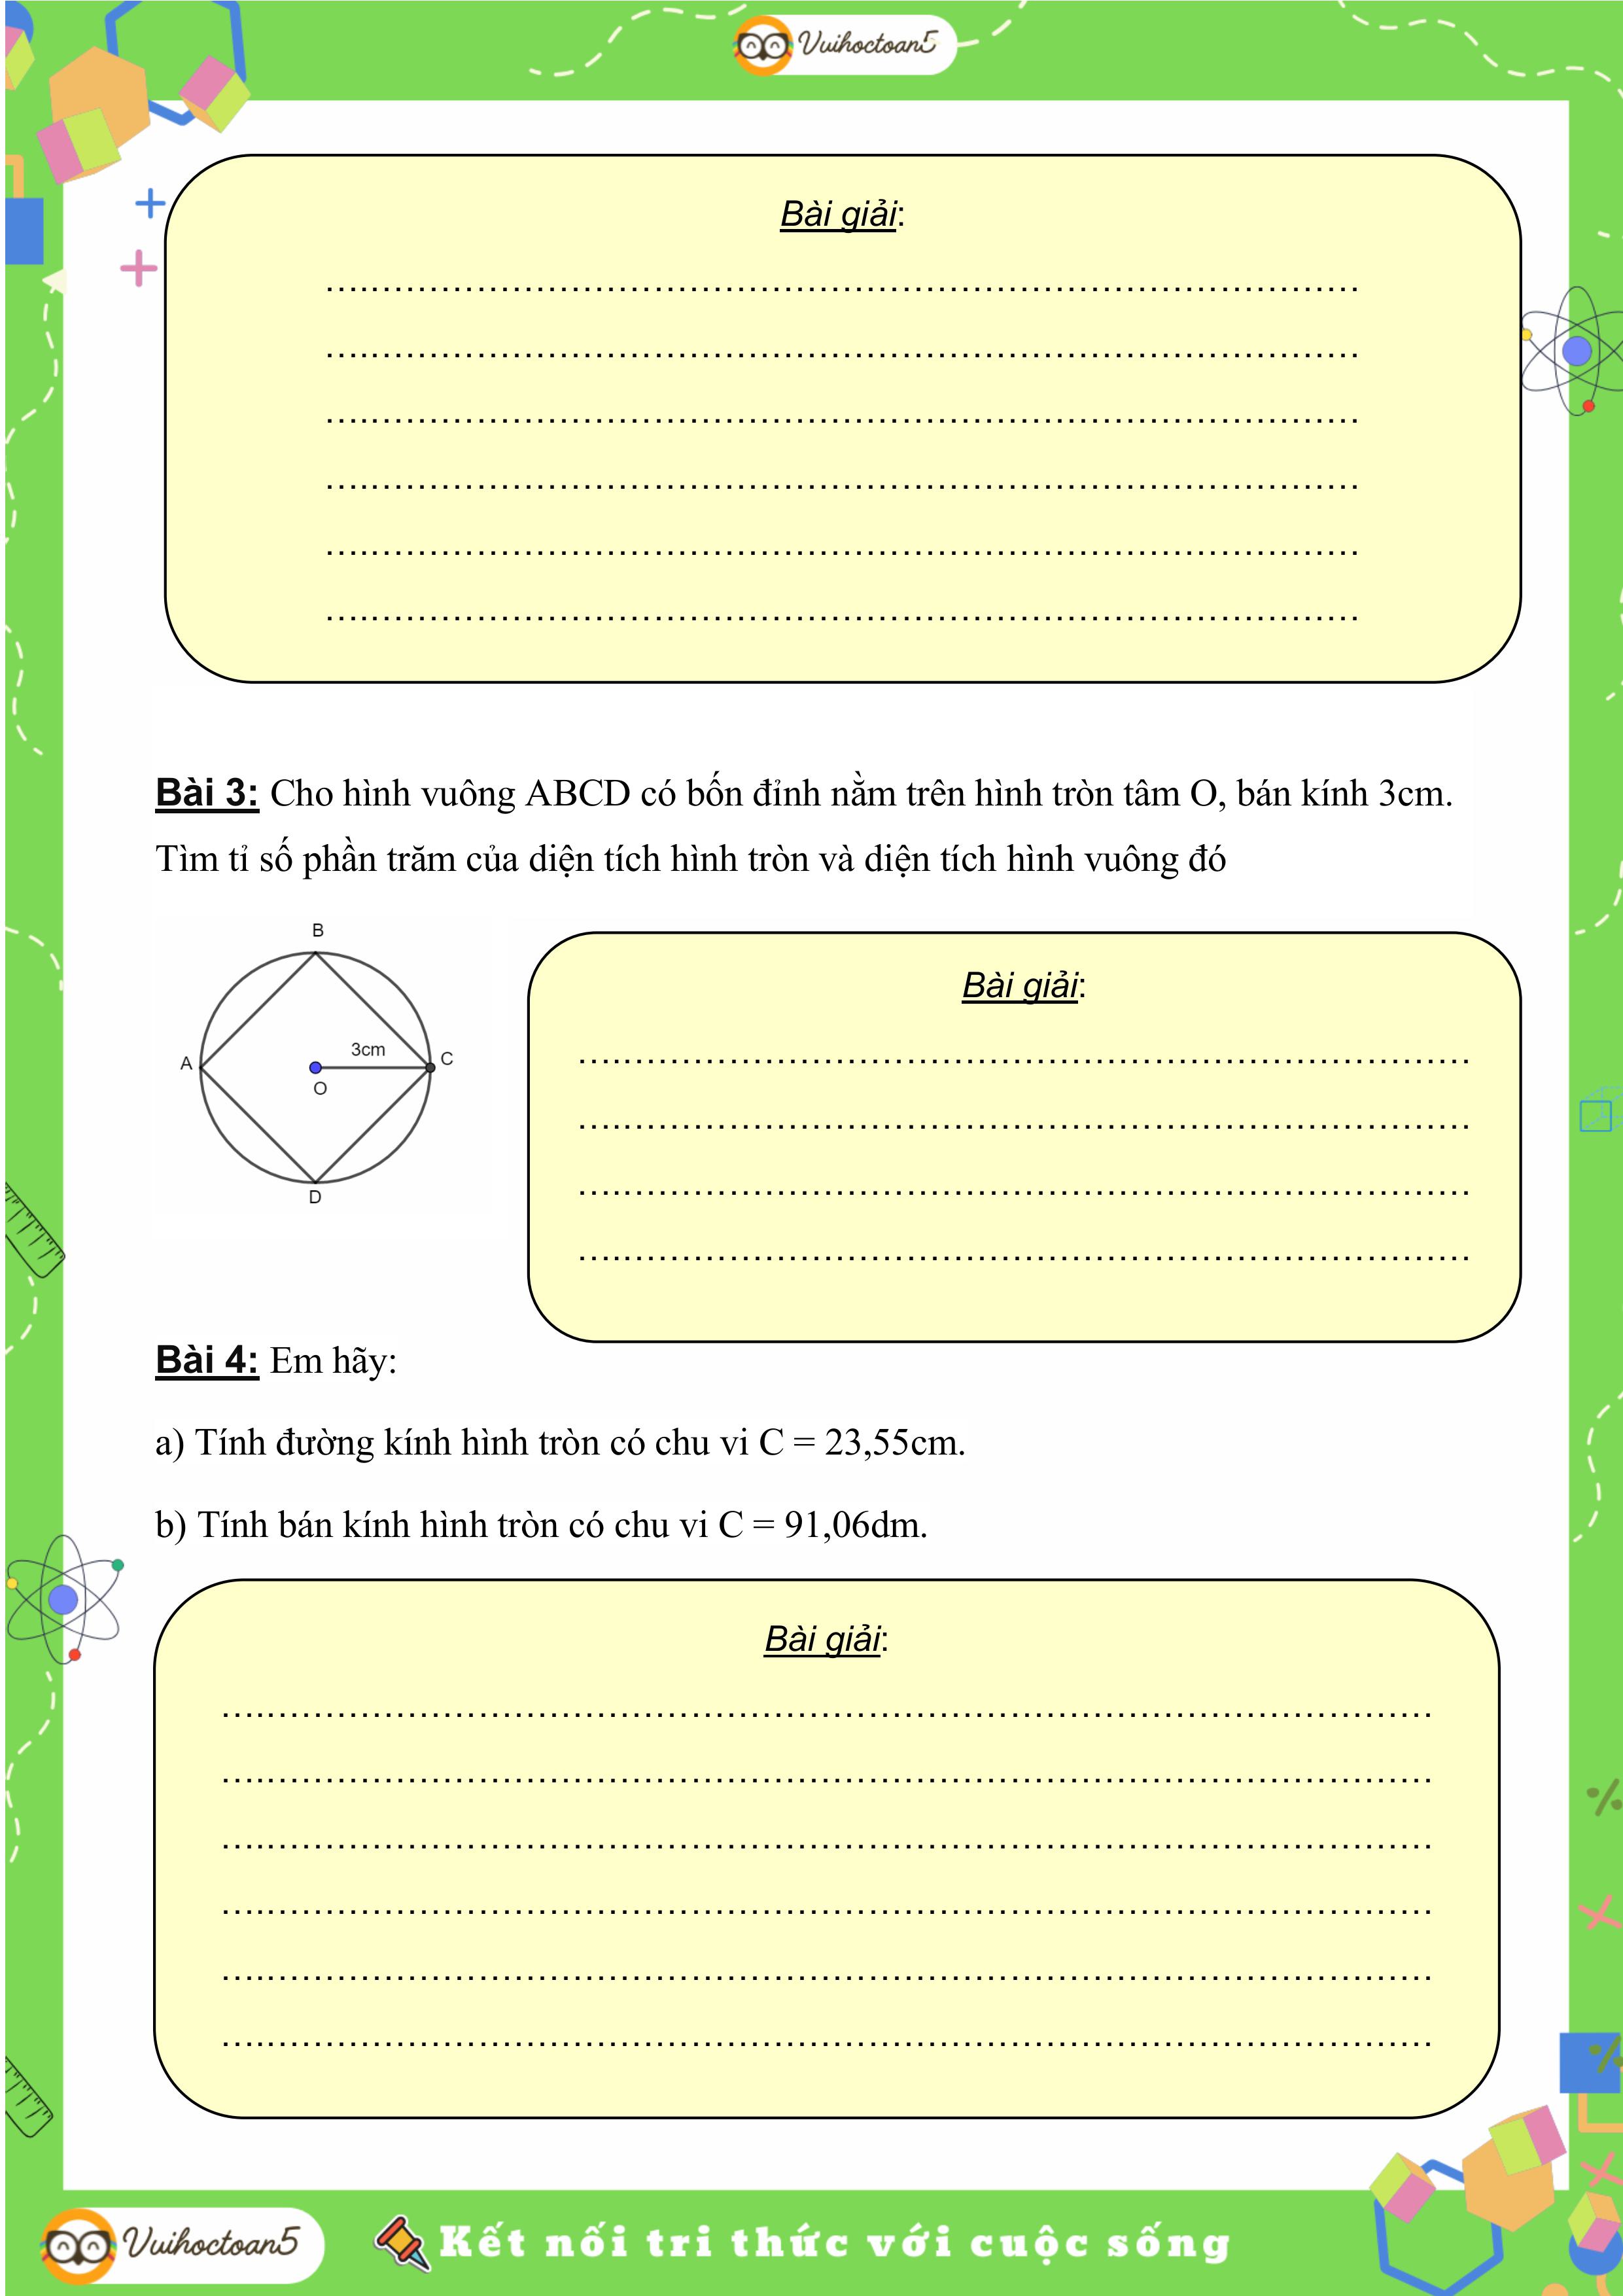 Vuihoctoan5
Bài giải:
........................................................................................
........................................................................................
........................................................................................
........................................................................................
........................................................................................
........................................................................................
Bài 3: Cho hình vuông ABCD có bốn đỉnh nằm trên hình tròn tâm O, bán kính 3cm.
Tìm tỉ số phần trăm của diện tích hình tròn và diện tích hình vuông đó
B
A
3cm
C
O
D
Bài giải:
............................................................................
............................................................................
............................................................................
............................................................................
Bài 4: Em hãy:
a) Tính đường kính hình tròn có chu vi C = 23,55cm.
b) Tính bán kính hình tròn có chu vi C = 91,06dm.
Bài giải:
........................................................................................................
........................................................................................................
........................................................................................................
........................................................................................................
........................................................................................................
........................................................................................................
Vuihoctoan5
Kết nối tri thức với cuộc sống